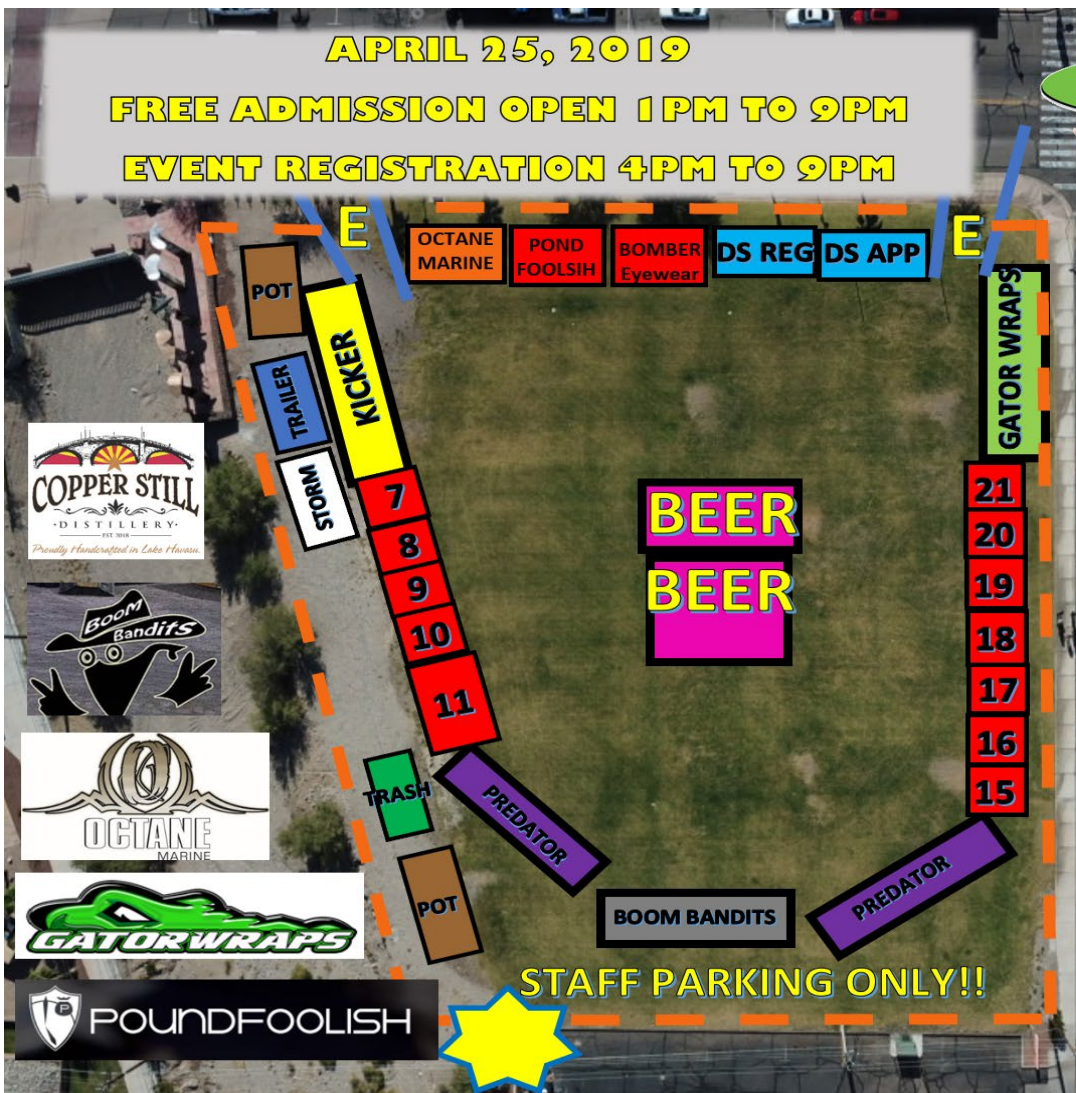 APRIL 25, 2019
FREE ADMISSION OPEN 1PM TO 9PM
EVENT REGISTRATION 4PM TO 9PM
E
E
OCTANE
MARINE
POND
FOOLSIH
BOMBER
Eyewear
DS REG
DS APP
POT
KICKER
GATOR WRAPS
TRAILER
STORM
COPPER STILL
DISTILLERY
EST. 2018
Proudly Handcrafted in Lake Havasu.
7
8
9
10
11
BEER
BEER
21
20
19
18
17
16
15
BOOM
Bandits
OCTANE
MARINE
TRASH
PREDATOR
PREDATOR
POT
BOOM BANDITS
GATORWRAPS
STAFF PARKING ONLY!!
P
POUNDFOOLISH